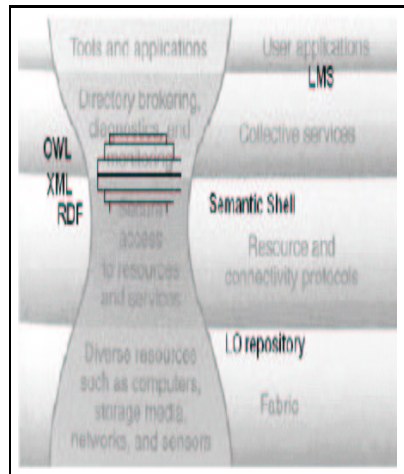 Tools and applications
User applications
LMS
Directory brokering,
diagnostics, and
monitoring
Collective services
OWL
XML
RDF
Secure
access
to resources
and services
Semantic Shell
Resource and
connectivity protocols
LO repository
Diverse resources
such as computers,
storage media,
networks, and sensors
Fabric